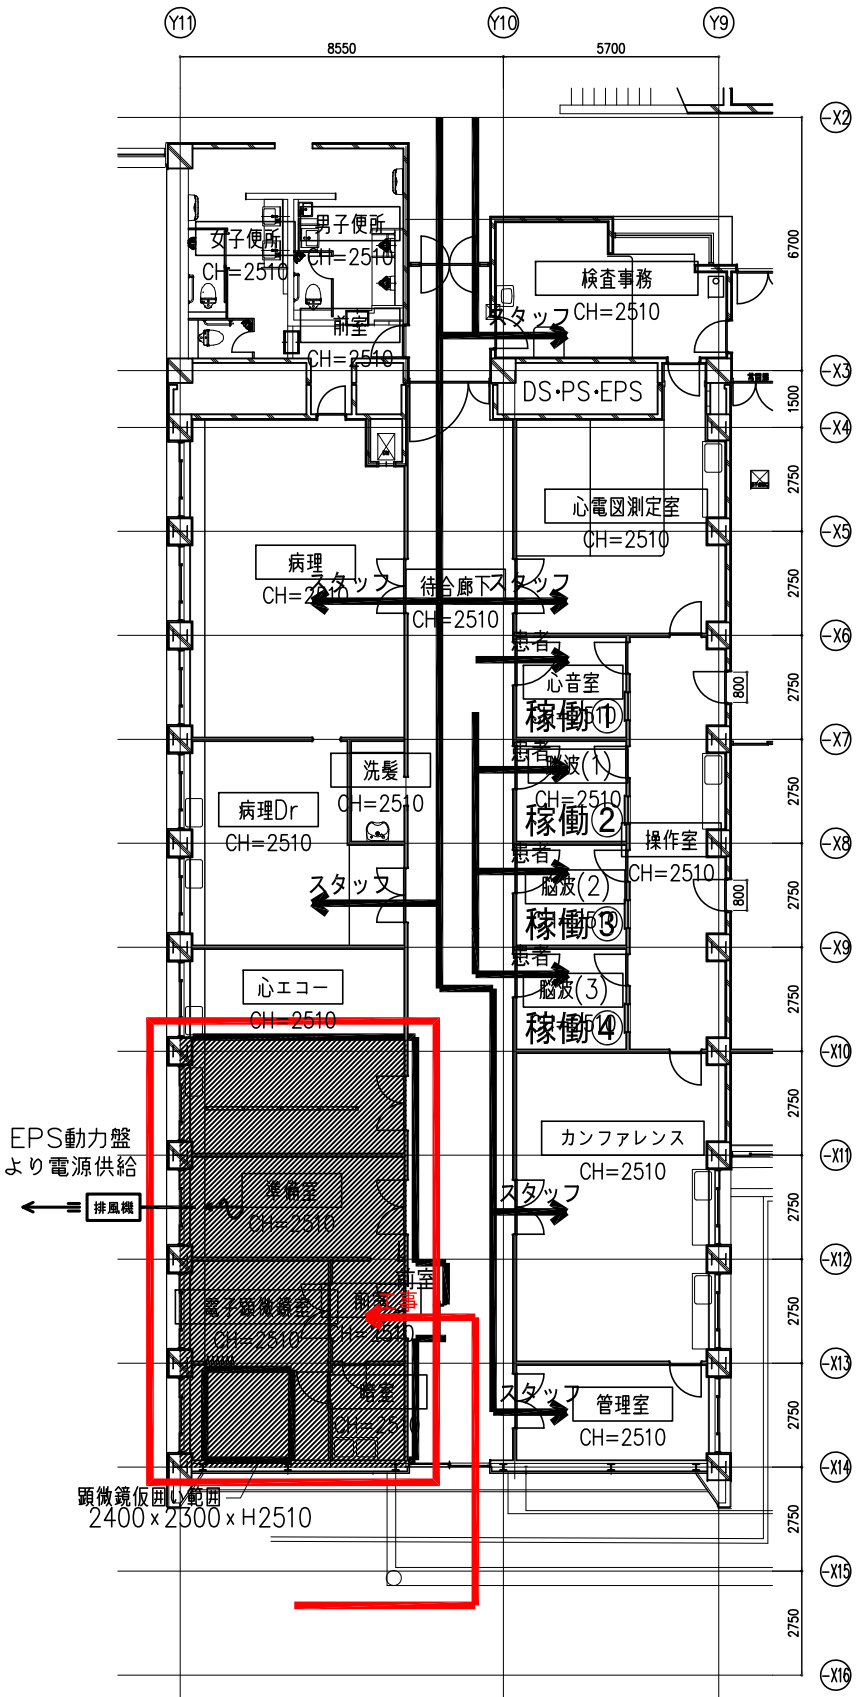 Y11
Y10
Y9
8550
5700
X2
6700
女子便所
CH=2510
男子便所
CH=2510
検査事務
CH=2510
前室
CH=2510
スタッフ
X3
DS・PS・EPS
1500
X4
2750
心電図測定室
CH=2510
X5
病理
CH=2510
スタッフ
待合廊下
CH=2510
スタッフ
2750
X6
患者
心音室
稼働①
2750
800
X7
患者
脳波(1)
CH=2510
稼働②
洗髪
CH=2510
病理Dr
CH=2510
2750
操作室
CH=2510
X8
患者
脳波(2)
稼働③
スタッフ
2750
800
X9
患者
脳波(3)
稼働④
心エコー
CH=2510
2750
X10
EPS動力盤
より電源供給
排風機
カンファレンス
CH=2510
2750
X11
準備室
CH=2510
スタッフ
2750
X12
前室
電子顕微鏡室
CH=2510
前室
工事
2750
X13
暗室
CH=2510
スタッフ
管理室
CH=2510
2750
X14
顕微鏡仮囲い範囲
2400×2300×H2510
2750
X15
2750
X16